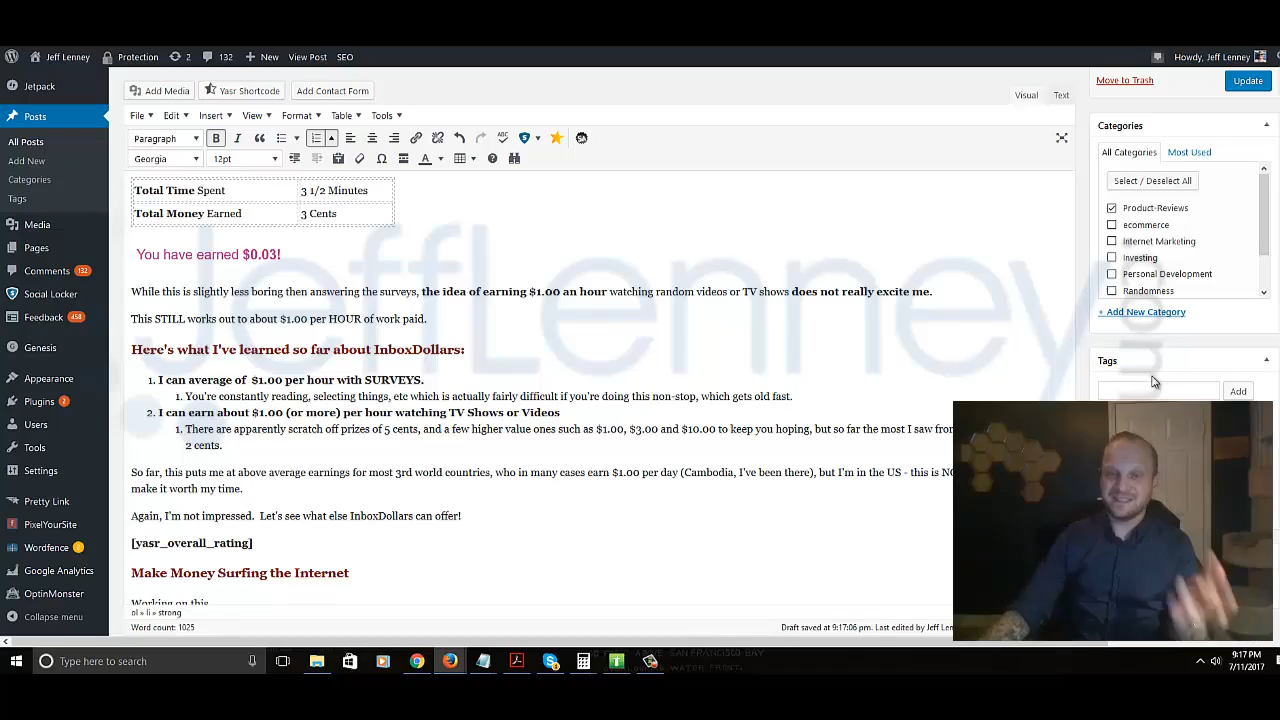 Jeff Lenney
Protection
2
132
New
View Post
SEO
Howdy, Jeff Lenney
Jetpack
Posts
All Posts
Add New
Categories
Tags
Media
Pages
Comments 132
Social Locker
Feedback 458
Genesis
Appearance
Plugins 2
Users
Tools
Settings
Pretty Link
PixelYourSite
Wordfence 7
Google Analytics
OptinMonster
Collapse menu
Add Media
Yasr Shortcode
Add Contact Form
Visual
Text
File
Edit
Insert
View
Format
Table
Tools
Paragraph
B
I
ABC
Georgia
12pt
Total Time Spent 3 1/2 Minutes
Total Money Earned 3 Cents
You have earned $0.03!
While this is slightly less boring then answering the surveys, the idea of earning $1.00 an hour watching random videos or TV shows does not really excite me.
This STILL works out to about $1.00 per HOUR of work paid.
Here's what I've learned so far about InboxDollars:
1. I can average of $1.00 per hour with SURVEYS.
1. You're constantly reading, selecting things, etc which is actually fairly difficult if you're doing this non-stop, which gets old fast.
2. I can earn about $1.00 (or more) per hour watching TV Shows or Videos
1. There are apparently scratch off prizes of 5 cents, and a few higher value ones such as $1.00, $3.00 and $10.00 to keep you hoping, but so far the most I saw from
2 cents.
So far, this puts me at above average earnings for most 3rd world countries, who in many cases earn $1.00 per day (Cambodia, I've been there), but I'm in the US - this is
make it worth my time.
Again, I'm not impressed. Let's see what else InboxDollars can offer!
[yasr_overall_rating]
Make Money Surfing the Internet
Working on this
ol » li » strong
Word count: 1025
Draft saved at 9:17:06 pm. Last edited by Jeff
JeffLenney
.com
Move to Trash
Update
Categories
All Categories
Most Used
Select / Deselect All
Product-Reviews
ecommerce
Internet Marketing
Investing
Personal Development
Randomness
+ Add New Category
Tags
Add
Type here to search
9:17 PM
7/11/2017